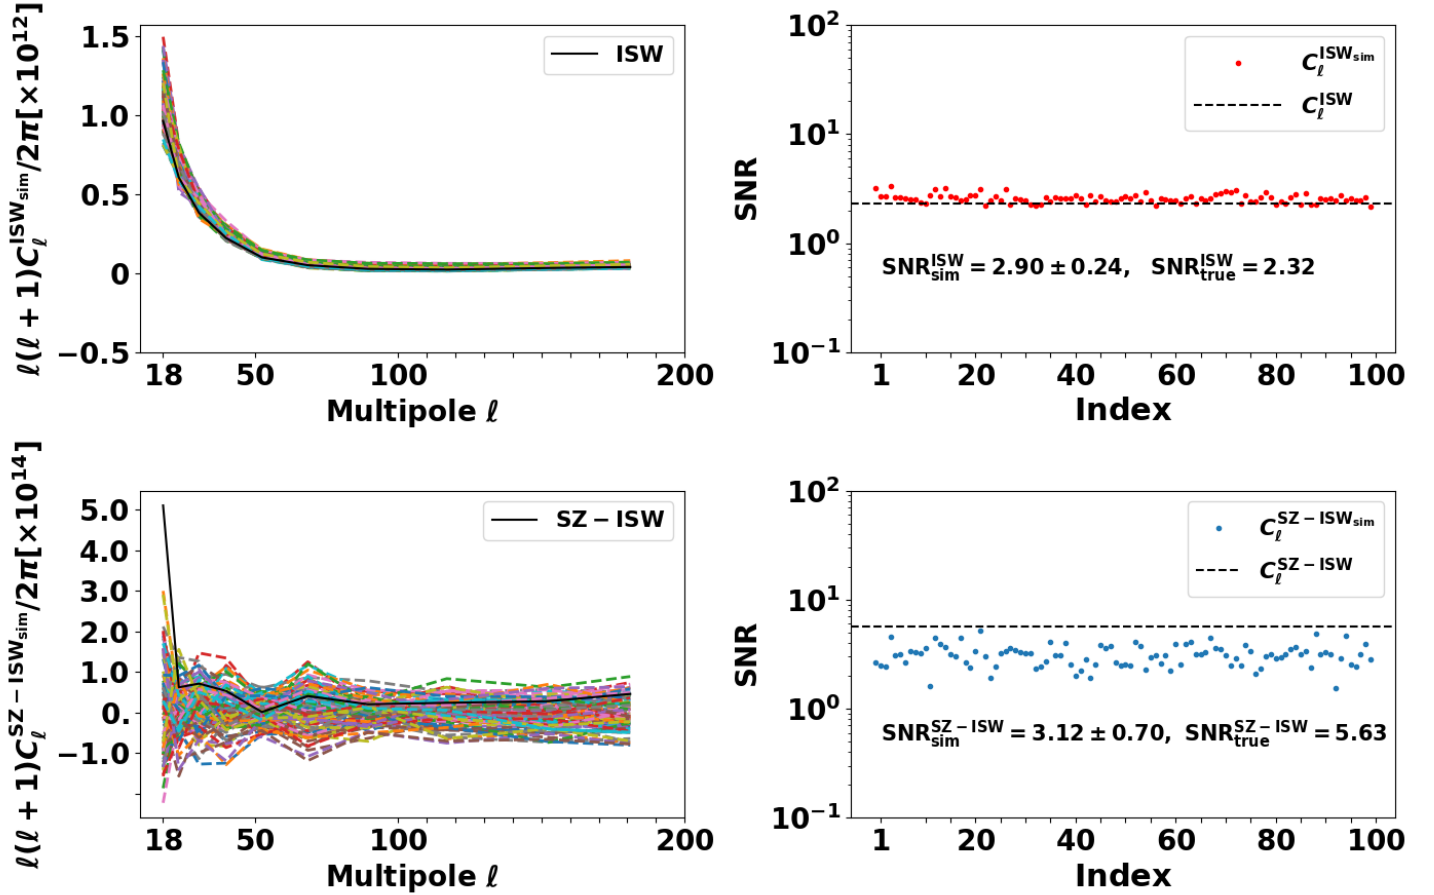 ℓ(ℓ + 1)C_ℓ^{ISW_sim}/2π[×10^12]
1.5
1.0
0.5
0
−0.5
18 50 100 200
Multipole ℓ
ISW
SNR
10^2
10^1
10^0
10^−1
1 20 40 60 80 100
Index
C_ℓ^{ISW_sim}
C_ℓ^{ISW}
SNR_sim^{ISW} = 2.90 ± 0.24, SNR_true^{ISW} = 2.32
ℓ(ℓ + 1)C_ℓ^{SZ − ISW_sim}/2π[×10^14]
5.0
4.0
3.0
2.0
1.0
0.
−1.0
18 50 100 200
Multipole ℓ
SZ − ISW
SNR
10^2
10^1
10^0
10^−1
1 20 40 60 80 100
Index
C_ℓ^{SZ − ISW_sim}
C_ℓ^{SZ − ISW}
SNR_sim^{SZ − ISW} = 3.12 ± 0.70, SNR_true^{SZ − ISW} = 5.63